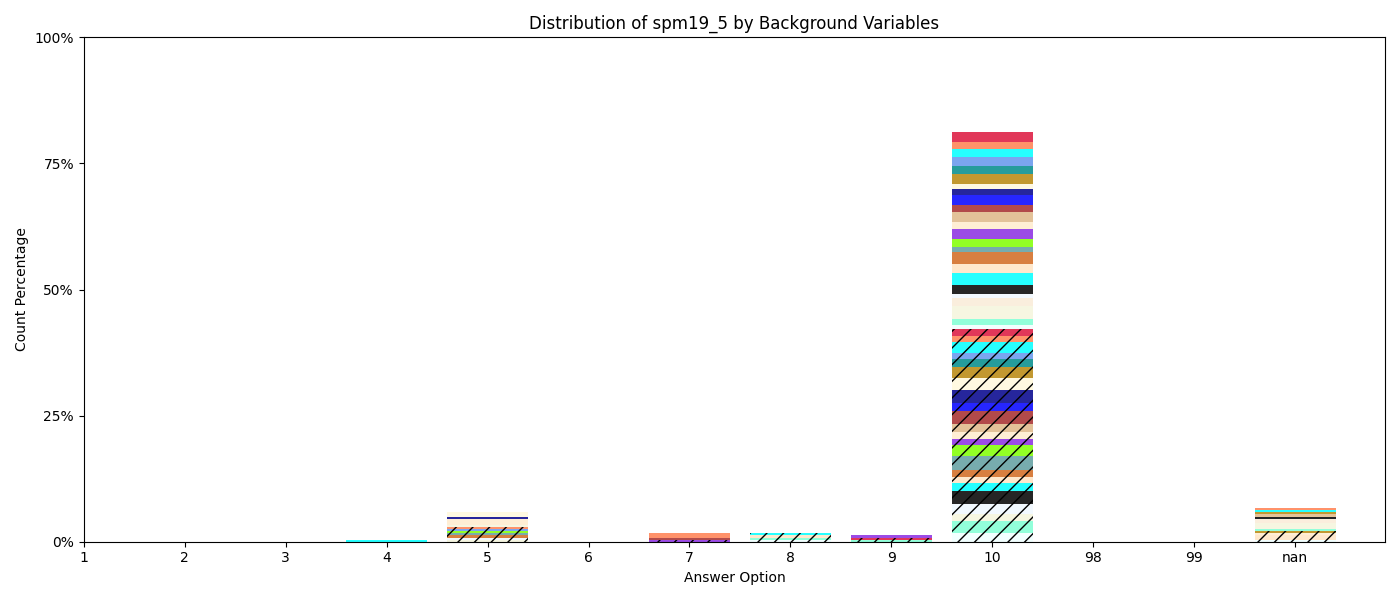 Distribution of spm19_5 by Background Variables
100%
75%
50%
25%
0%
Count Percentage
1 2 3 4 5 6 7 8 9 10 98 99 nan
Answer Option